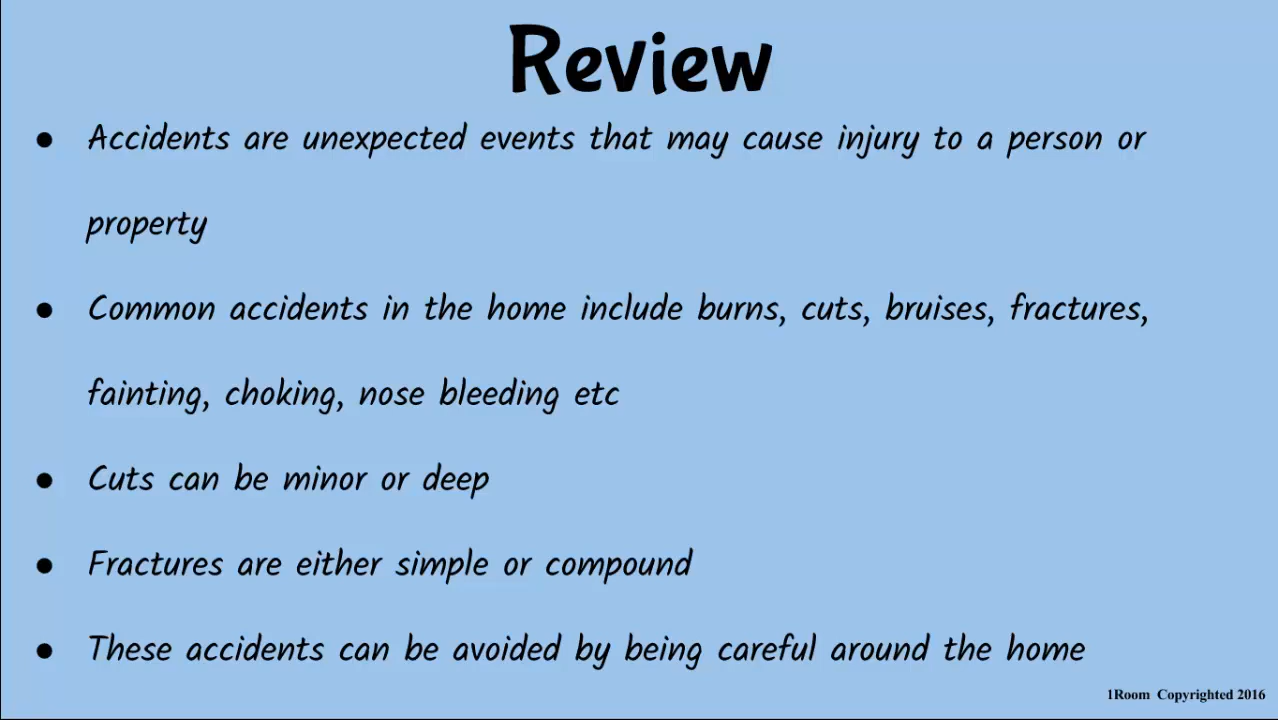 Review
● Accidents are unexpected events that may cause injury to a person or
property
● Common accidents in the home include burns, cuts, bruises, fractures,
fainting, choking, nose bleeding etc
● Cuts can be minor or deep
● Fractures are either simple or compound
● These accidents can be avoided by being careful around the home
1Room Copyrighted 2016